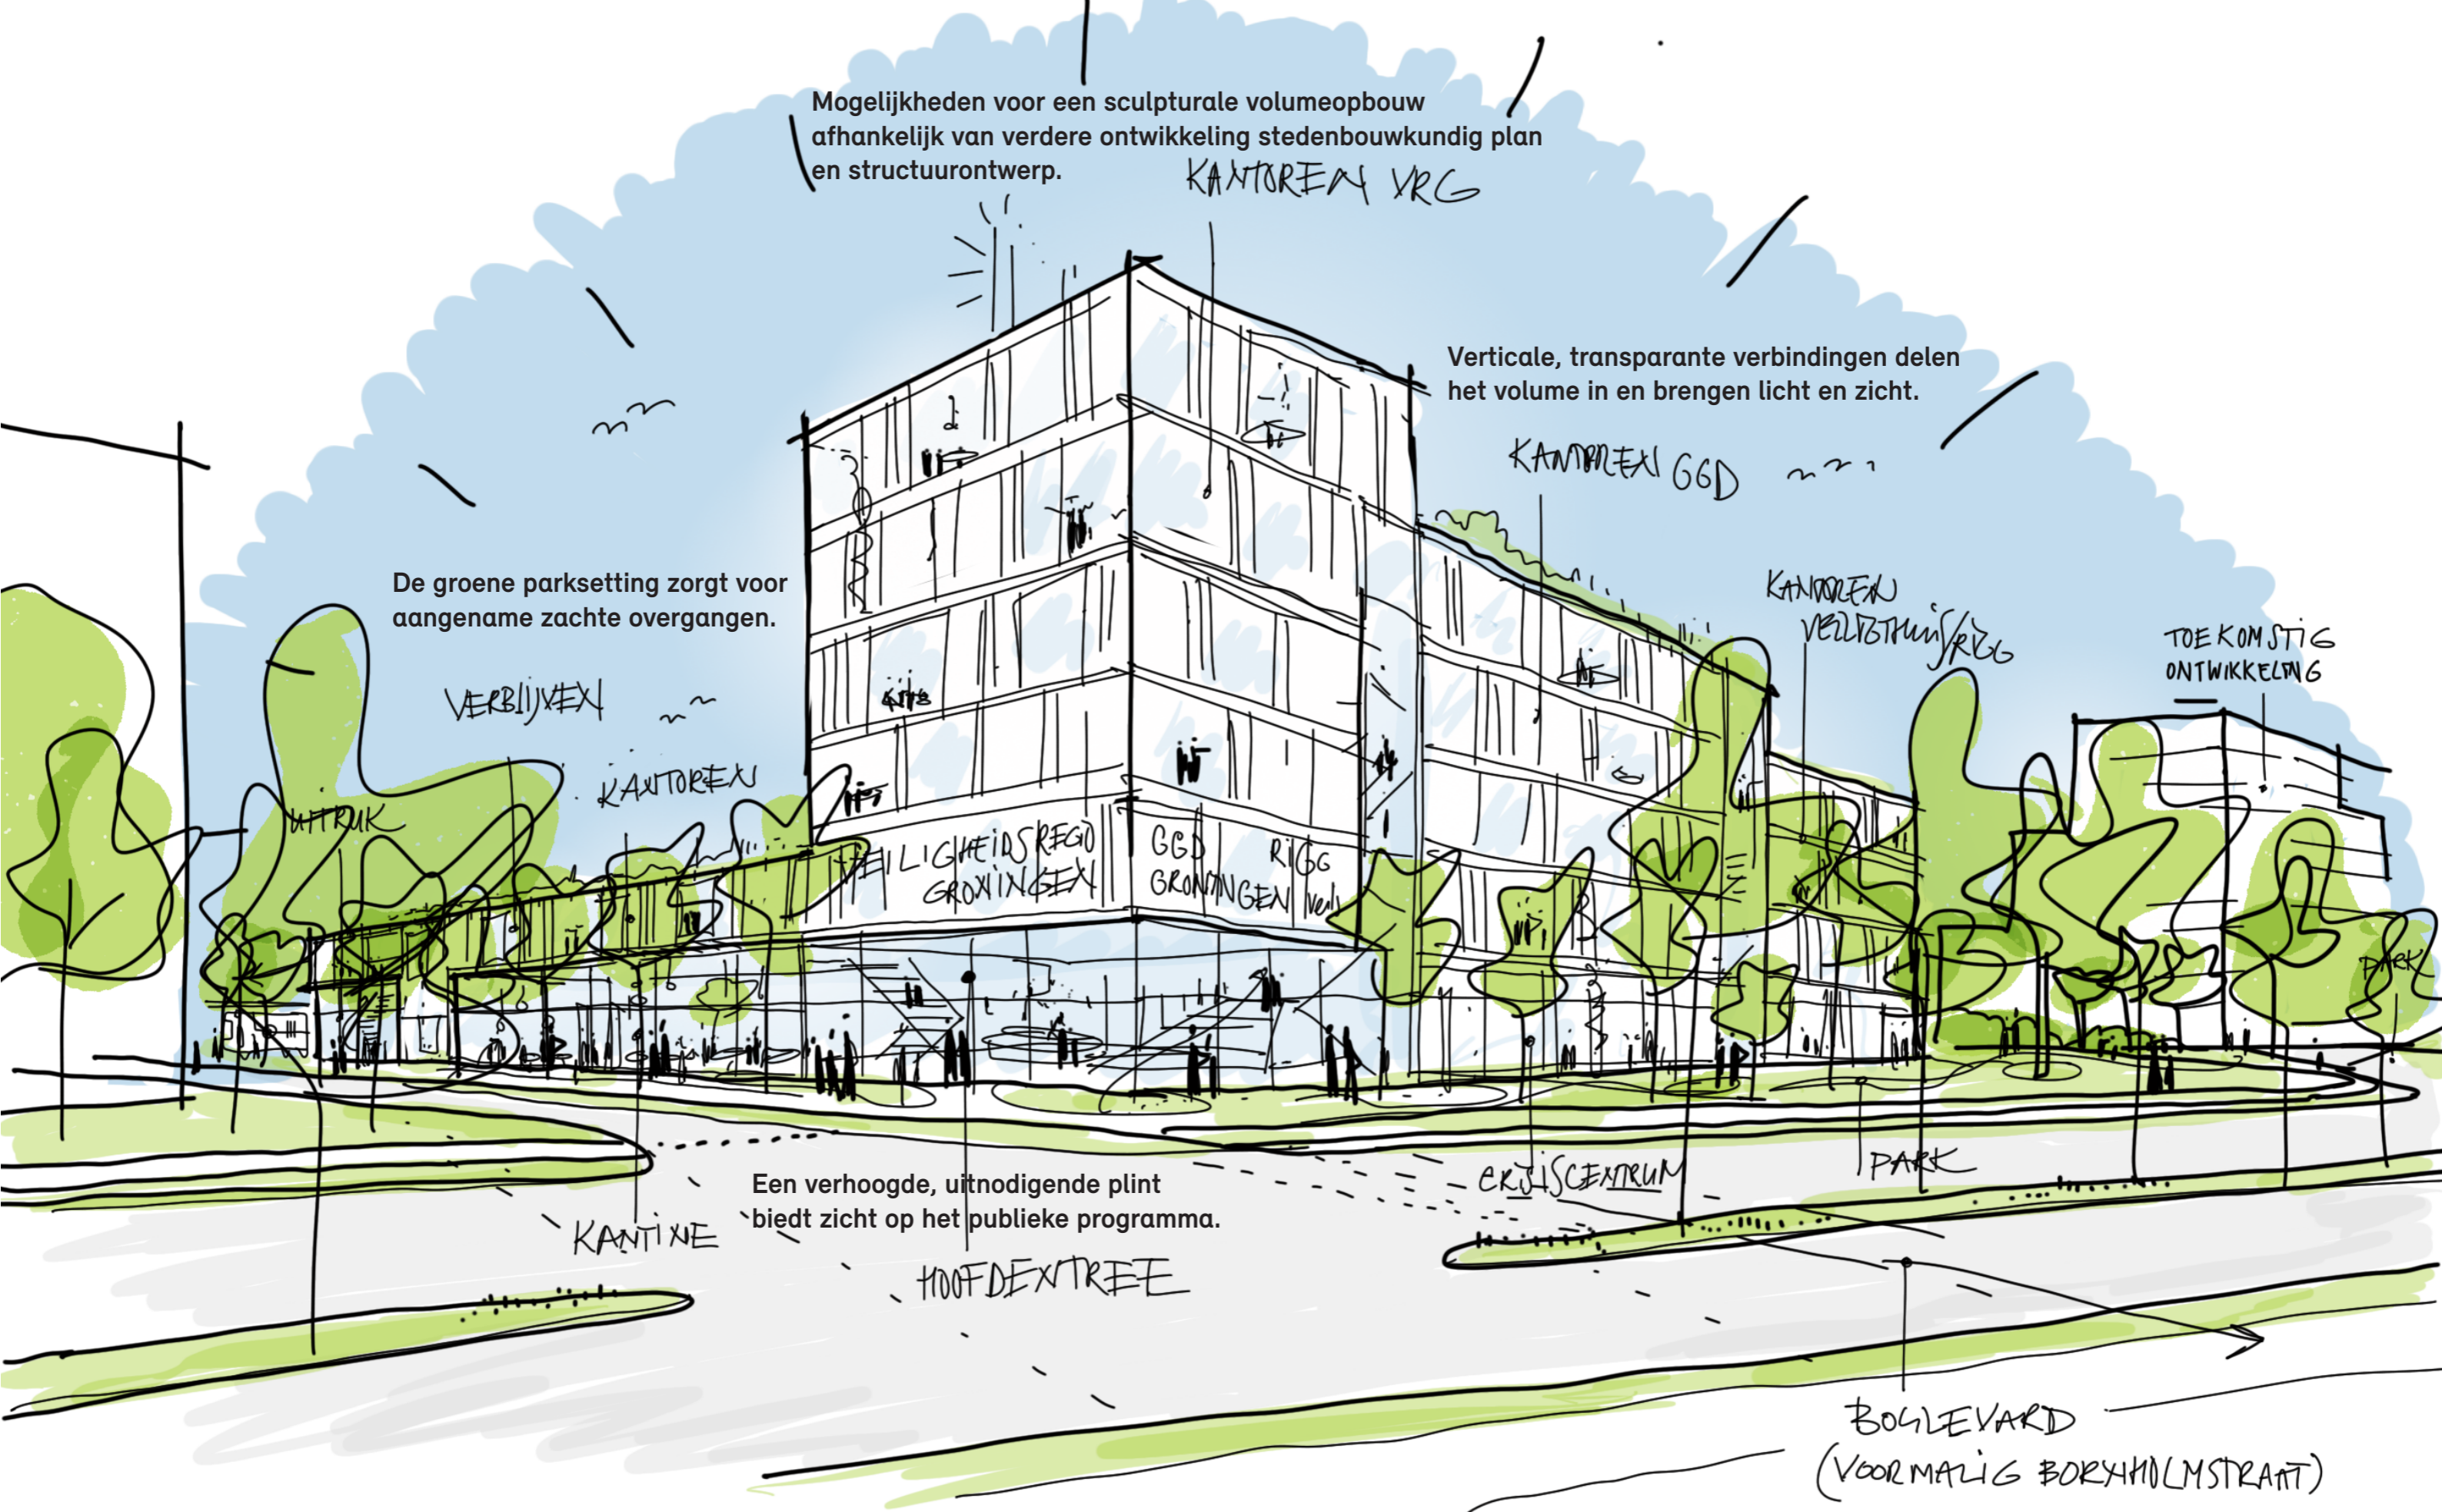 Mogelijkheden voor een sculpturale volumeopbouw
afhankelijk van verdere ontwikkeling stedenbouwkundig plan
en structuurontwerp.
KANTOREN VRG
Verticale, transparante verbindingen delen
het volume in en brengen licht en zicht.
KANTOREN GGD
De groene parksetting zorgt voor
aangename zachte overgangen.
KANTOREN
VEILIGTHUIS/RIGG
TOEKOMSTIG
ONTWIKKELING
VERBLIJVEN
KANTOREN
UITRUK
VEILIGHEIDSREGIO
GRONINGEN
GGD
GRONINGEN
RIGG
PARK
Een verhoogde, uitnodigende plint
biedt zicht op het publieke programma.
CRISISCENTRUM
PARK
KANTINE
HOOFDENTREE
BOULEVARD
(VOORMALIG BORNHOLMSTRAAT)